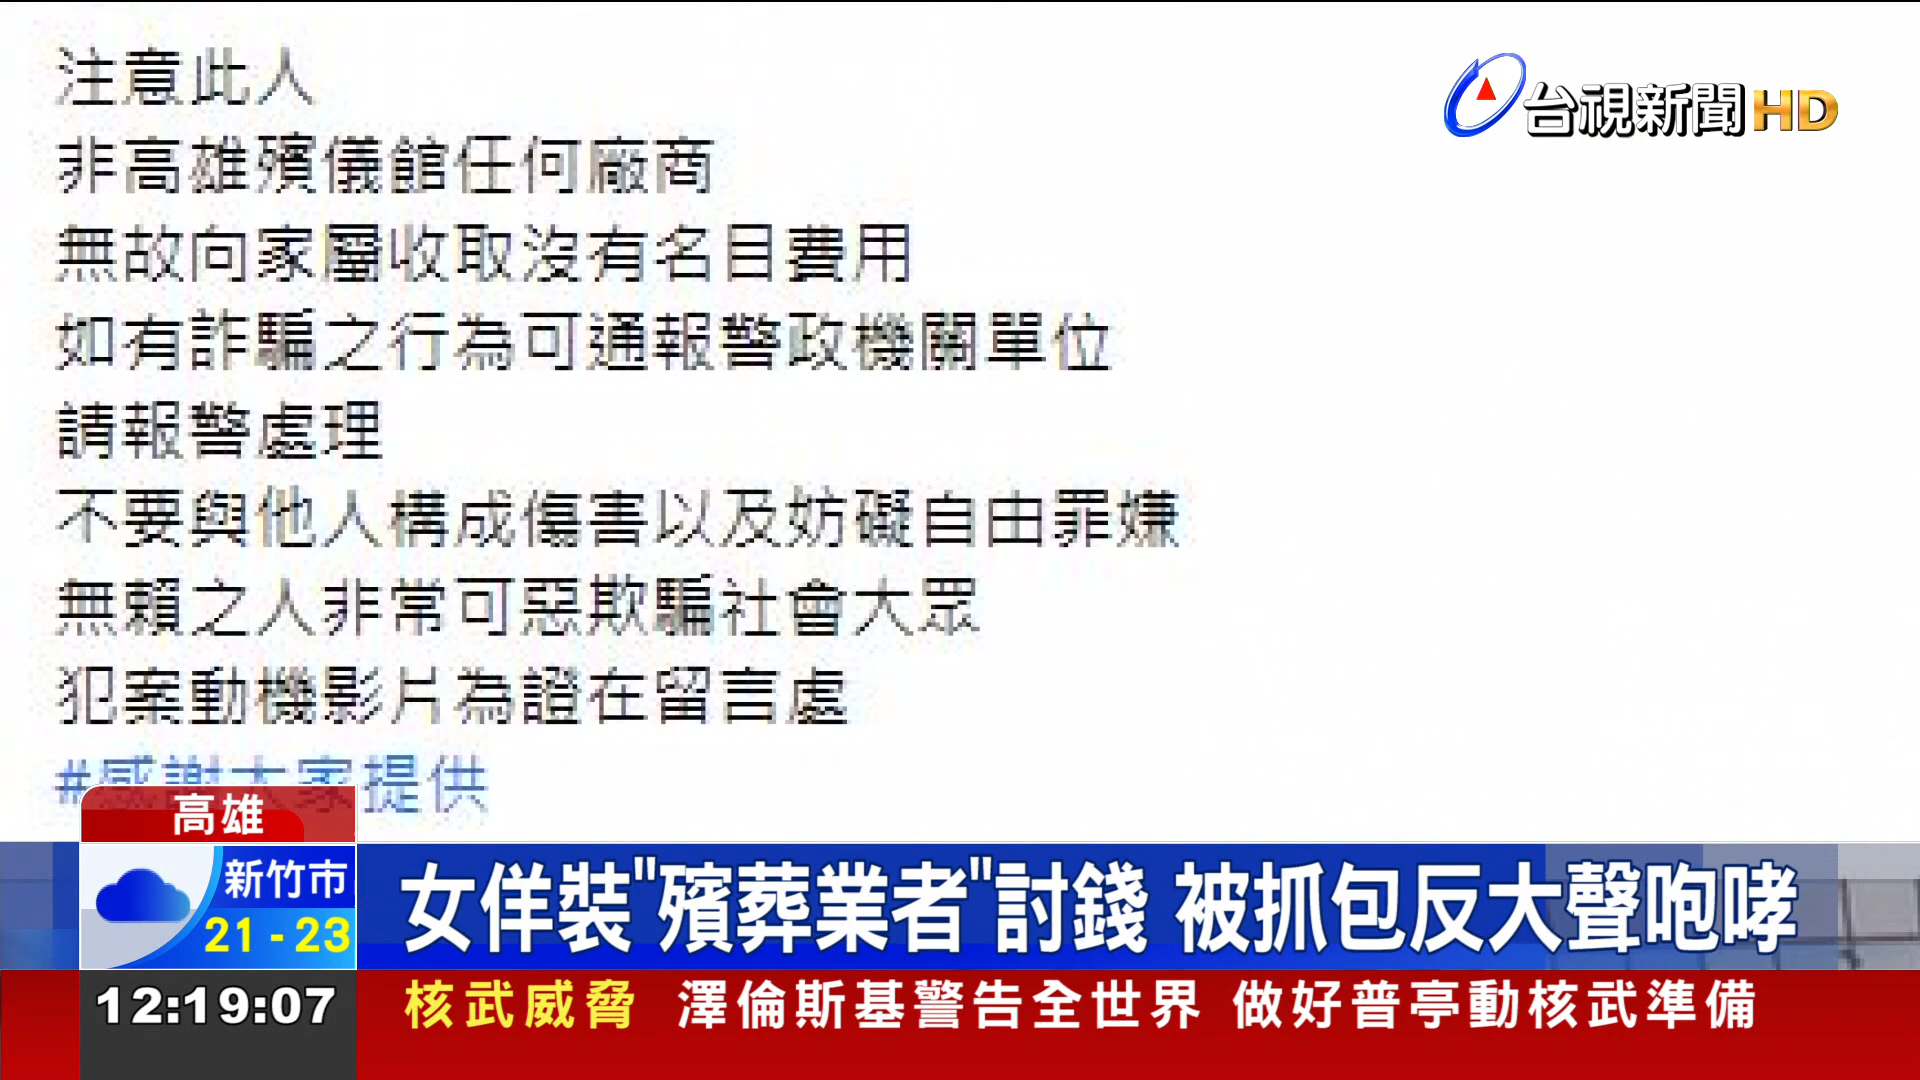 注意此人
台視新聞HD
非高雄殯儀館任何廠商
無故向家屬收取沒有名目費用
如有詐騙之行為可通報警政機關單位
請報警處理
不要與他人構成傷害以及妨礙自由罪嫌
無賴之人非常可惡欺騙社會大眾
犯案動機影片為證在留言處
#感謝大家提供
高雄
新竹市
21-23
女佯裝"殯葬業者"討錢 被抓包反大聲咆哮
12:19:07
核武威脅 澤倫斯基警告全世界 做好普亭動核武準備